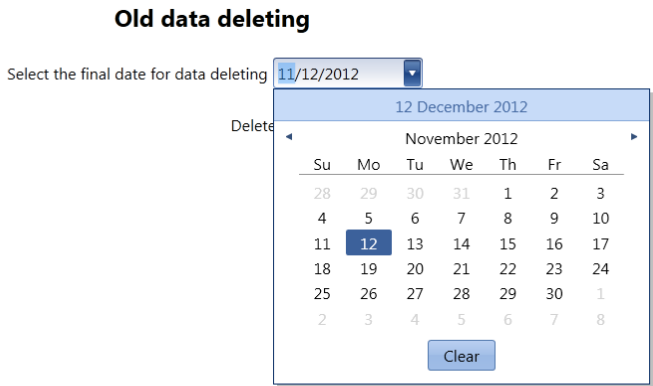 Old data deleting
Select the final date for data deleting 11/12/2012
Delete
12 December 2012
November 2012
Su Mo Tu We Th Fr Sa
28 29 30 31 1 2 3
4 5 6 7 8 9 10
11 12 13 14 15 16 17
18 19 20 21 22 23 24
25 26 27 28 29 30 1
2 3 4 5 6 7 8
Clear